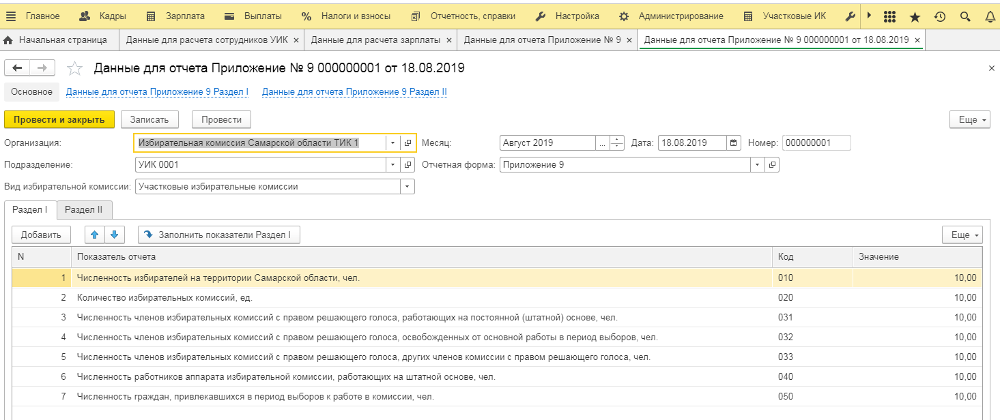 Главное Кадры Зарплата Выплаты % Налоги и взносы Отчетность, справки Настройка Администрирование Участковые ИК
Начальная страница Данные для расчета сотрудников УИК × Данные для расчета зарплаты × Данные для отчета Приложение № 9 × Данные для отчета Приложение № 9 000000001 от 18.08.2019 ×
Данные для отчета Приложение № 9 000000001 от 18.08.2019 ×
Основное Данные для отчета Приложение 9 Раздел I Данные для отчета Приложение 9 Раздел II
Провести и закрыть Записать Провести Еще
Организация: Избирательная комиссия Самарской области ТИК 1 Месяц: Август 2019 ... Дата: 18.08.2019 Номер: 000000001
Подразделение: УИК 0001 Отчетная форма: Приложение 9
Вид избирательной комиссии: Участковые избирательные комиссии
Раздел I Раздел II
Добавить Заполнить показатели Раздел I Еще
N Показатель отчета Код Значение
1 Численность избирателей на территории Самарской области, чел. 010 10,00
2 Количество избирательных комиссий, ед. 020 10,00
3 Численность членов избирательных комиссий с правом решающего голоса, работающих на постоянной (штатной) основе, чел. 031 10,00
4 Численность членов избирательных комиссий с правом решающего голоса, освобожденных от основной работы в период выборов, чел. 032 10,00
5 Численность членов избирательных комиссий с правом решающего голоса, других членов комиссии с правом решающего голоса, чел. 033 10,00
6 Численность работников аппарата избирательной комиссии, работающих на штатной основе, чел. 040 10,00
7 Численность граждан, привлекавшихся в период выборов к работе в комиссии, чел. 050 10,00